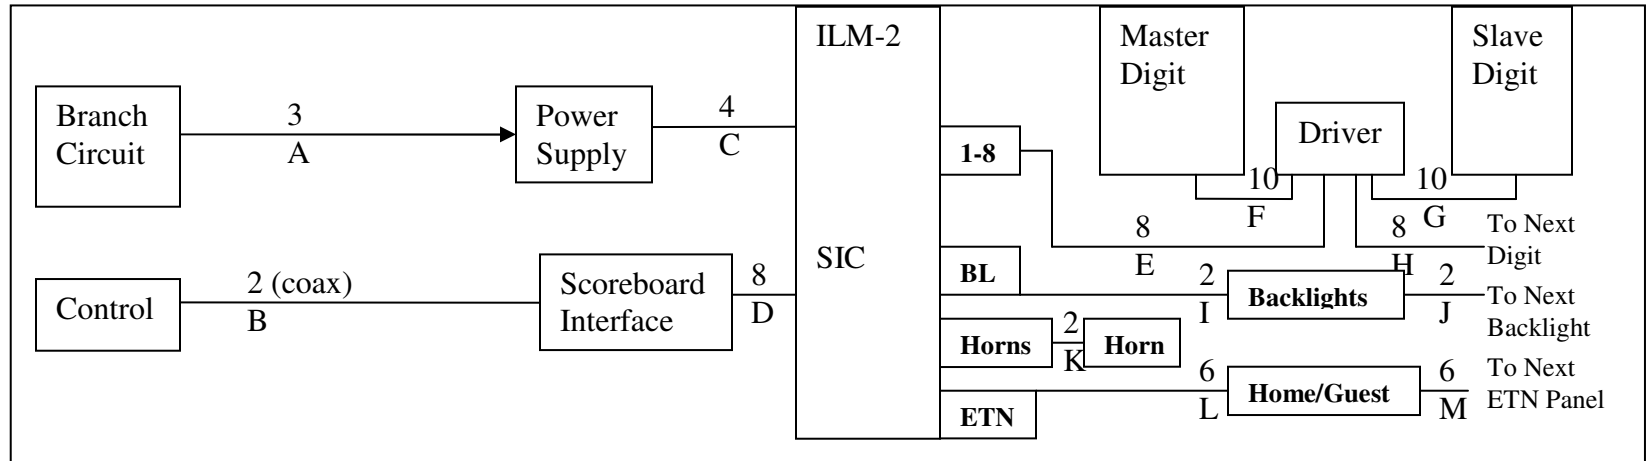 ILM-2
Master
Digit
Slave
Digit
Branch
Circuit
3
A
Power
Supply
4
C
Driver
1-8
10
F
10
G
8
E
8
H
To Next
Digit
SIC
BL
Control
2 (coax)
B
Scoreboard
Interface
8
D
2
I
Backlights
2
J
To Next
Backlight
Horns
2
K
Horn
ETN
6
L
Home/Guest
6
M
To Next
ETN Panel